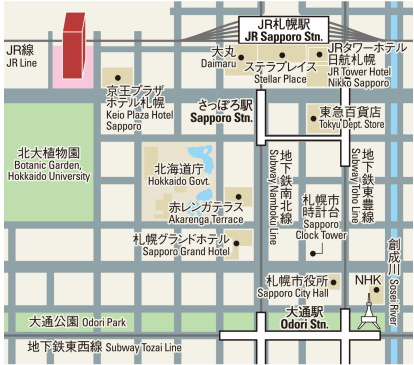 JR札幌駅
JR Sapporo Stn.
JR線
JR Line
大丸
Daimaru
ステラプレイス
Stellar Place
JRタワーホテル
日航札幌
JR Tower Hotel
Nikko Sapporo
京王プラザ
ホテル札幌
Keio Plaza Hotel
Sapporo
さっぽろ駅
Sapporo Stn.
東急百貨店
Tokyu Dept. Store
北大植物園
Botanic Garden,
Hokkaido University
北海道庁
Hokkaido Govt.
地下鉄南北線
Subway Namboku Line
地下鉄東豊線
Subway Toho Line
赤レンガテラス
Akarenga Terrace
札幌市
時計台
Sapporo
Clock Tower
札幌グランドホテル
Sapporo Grand Hotel
創成川
Sosei River
札幌市役所
Sapporo City Hall
NHK
大通公園 Odori Park
大通駅
Odori Stn.
地下鉄東西線 Subway Tozai Line